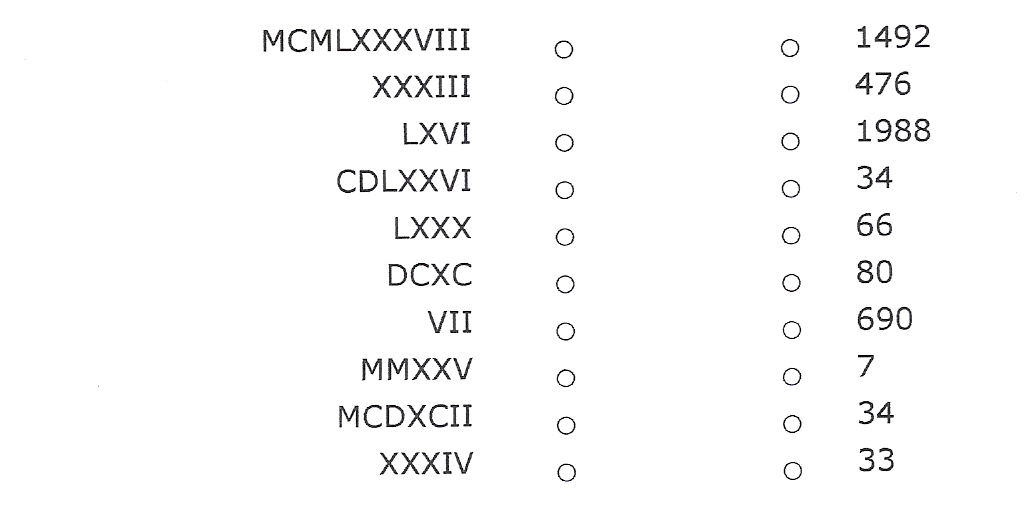 MCMLXXXVIII 1492
XXXIII 476
LXVI 1988
CDLXXVI 34
LXXX 66
DCXC 80
VII 690
MMXXV 7
MCDXCII 34
XXXIV 33